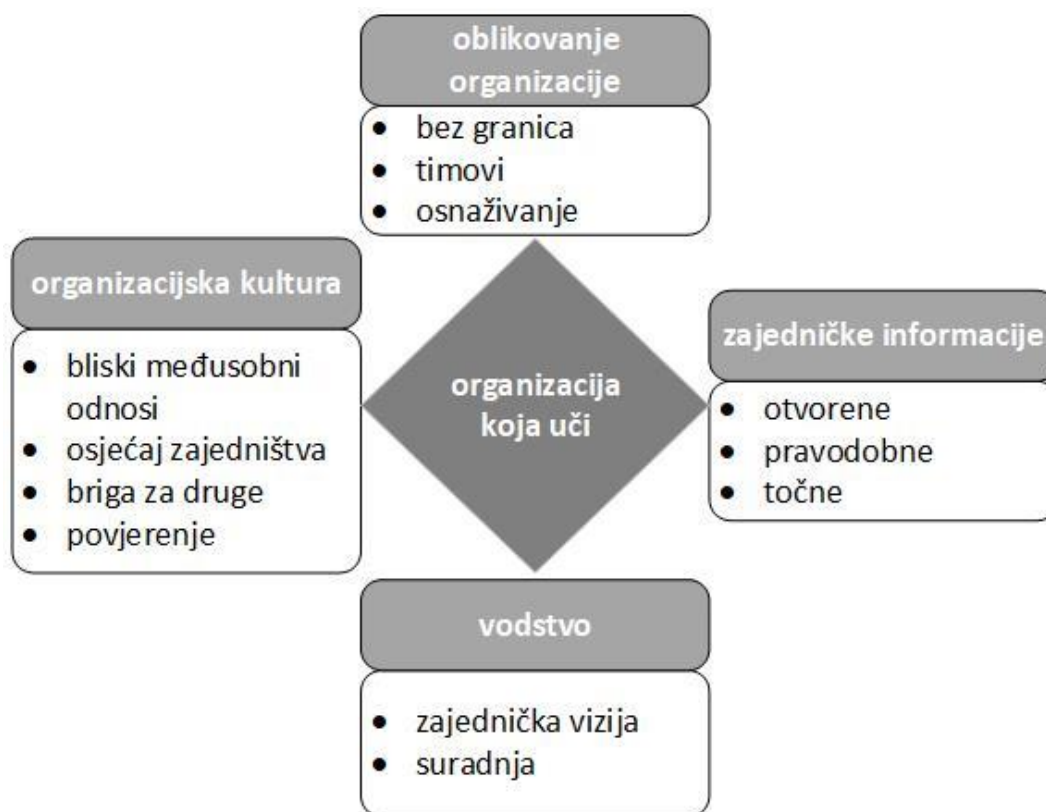 oblikovanje
organizacije
• bez granica
• timovi
• osnaživanje
organizacijska kultura
• bliski međusobni
odnosi
• osjećaj zajedništva
• briga za druge
• povjerenje
organizacija
koja uči
zajedničke informacije
• otvorene
• pravodobne
• točne
vodstvo
• zajednička vizija
• suradnja